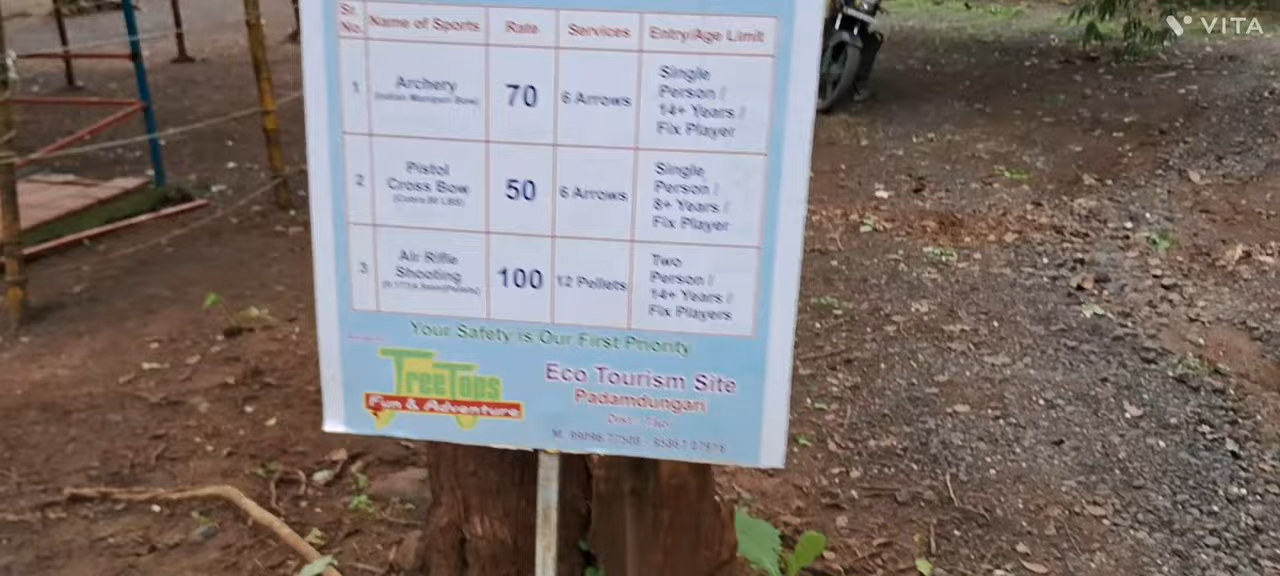 Sr. No. Name of Sports Rate Services Entry/Age Limit
1 Archery 70 6 Arrows Single Person / 14+ Years / Fix Player
2 Pistol Cross Bow 50 6 Arrows Single Person / 8+ Years / Fix Player
3 Air Rifle Shooting 100 12 Pellets Two Person / 14+ Years / Fix Players
Your Safety is Our First Priority
TreeTops
Fun & Adventure
Eco Tourism Site
Padamdungari
VITA